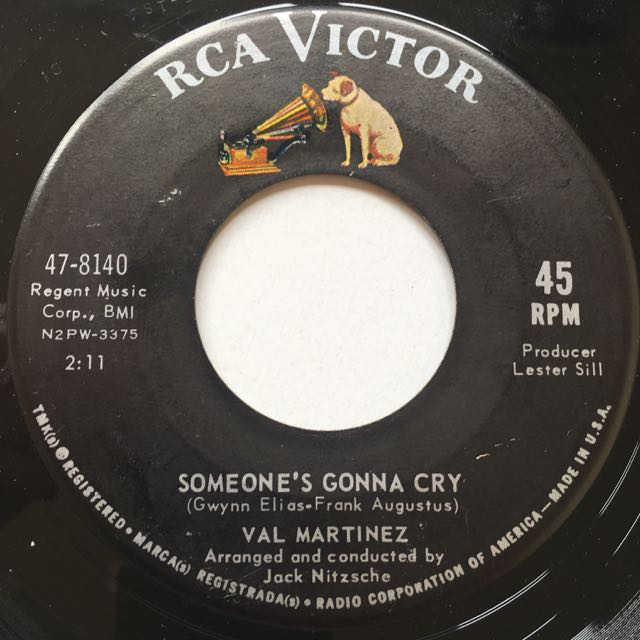 RCA VICTOR
47-8140
Regent Music
Corp., BMI
N2PW-3375
2:11
45
RPM
Producer
Lester Sill
SOMEONE'S GONNA CRY
(Gwynn Elias-Frank Augustus)
VAL MARTINEZ
Arranged and conducted by
Jack Nitzsche
TMK(s) ® REGISTERED • MARCA(s) REGISTRADA(s) • RADIO CORPORATION OF AMERICA—MADE IN U.S.A.